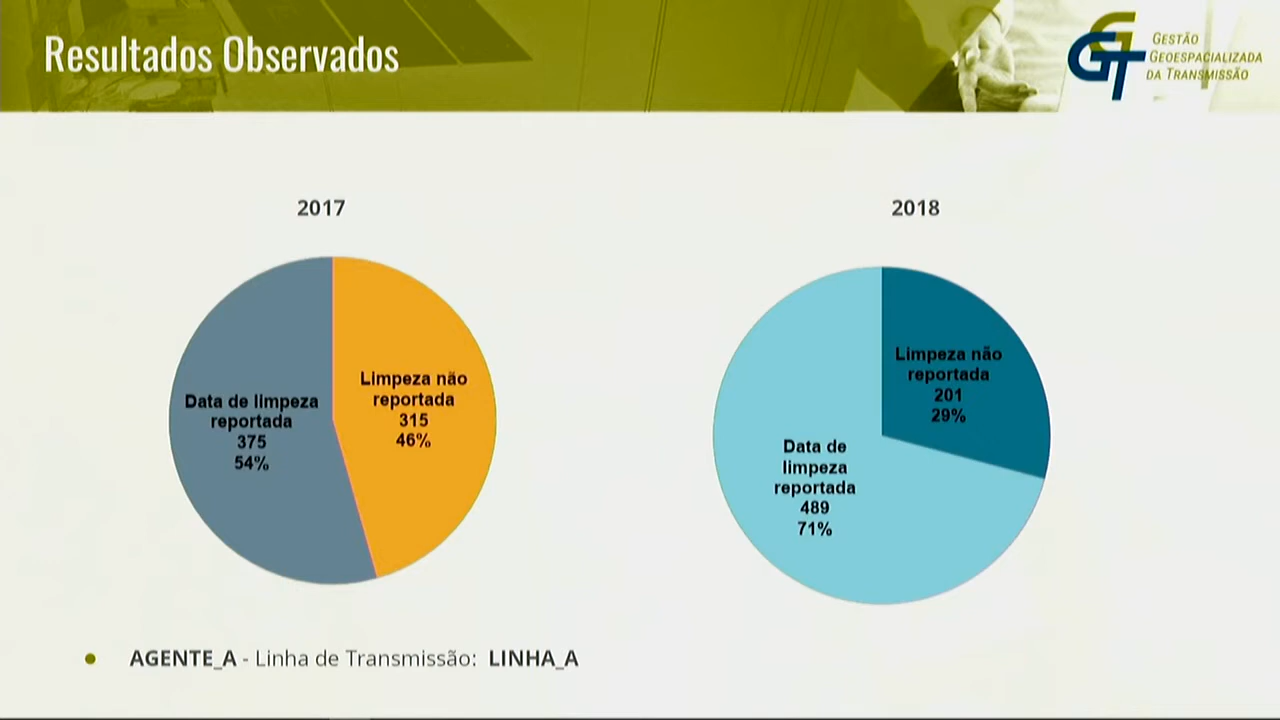 Resultados Observados
GESTÃO
GEOESPACIALIZADA
DA TRANSMISSÃO
GGT
2017
2018
Limpeza não
reportada
315
46%
Data de limpeza
reportada
375
54%
Limpeza não
reportada
201
29%
Data de
limpeza
reportada
489
71%
AGENTE_A - Linha de Transmissão: LINHA_A